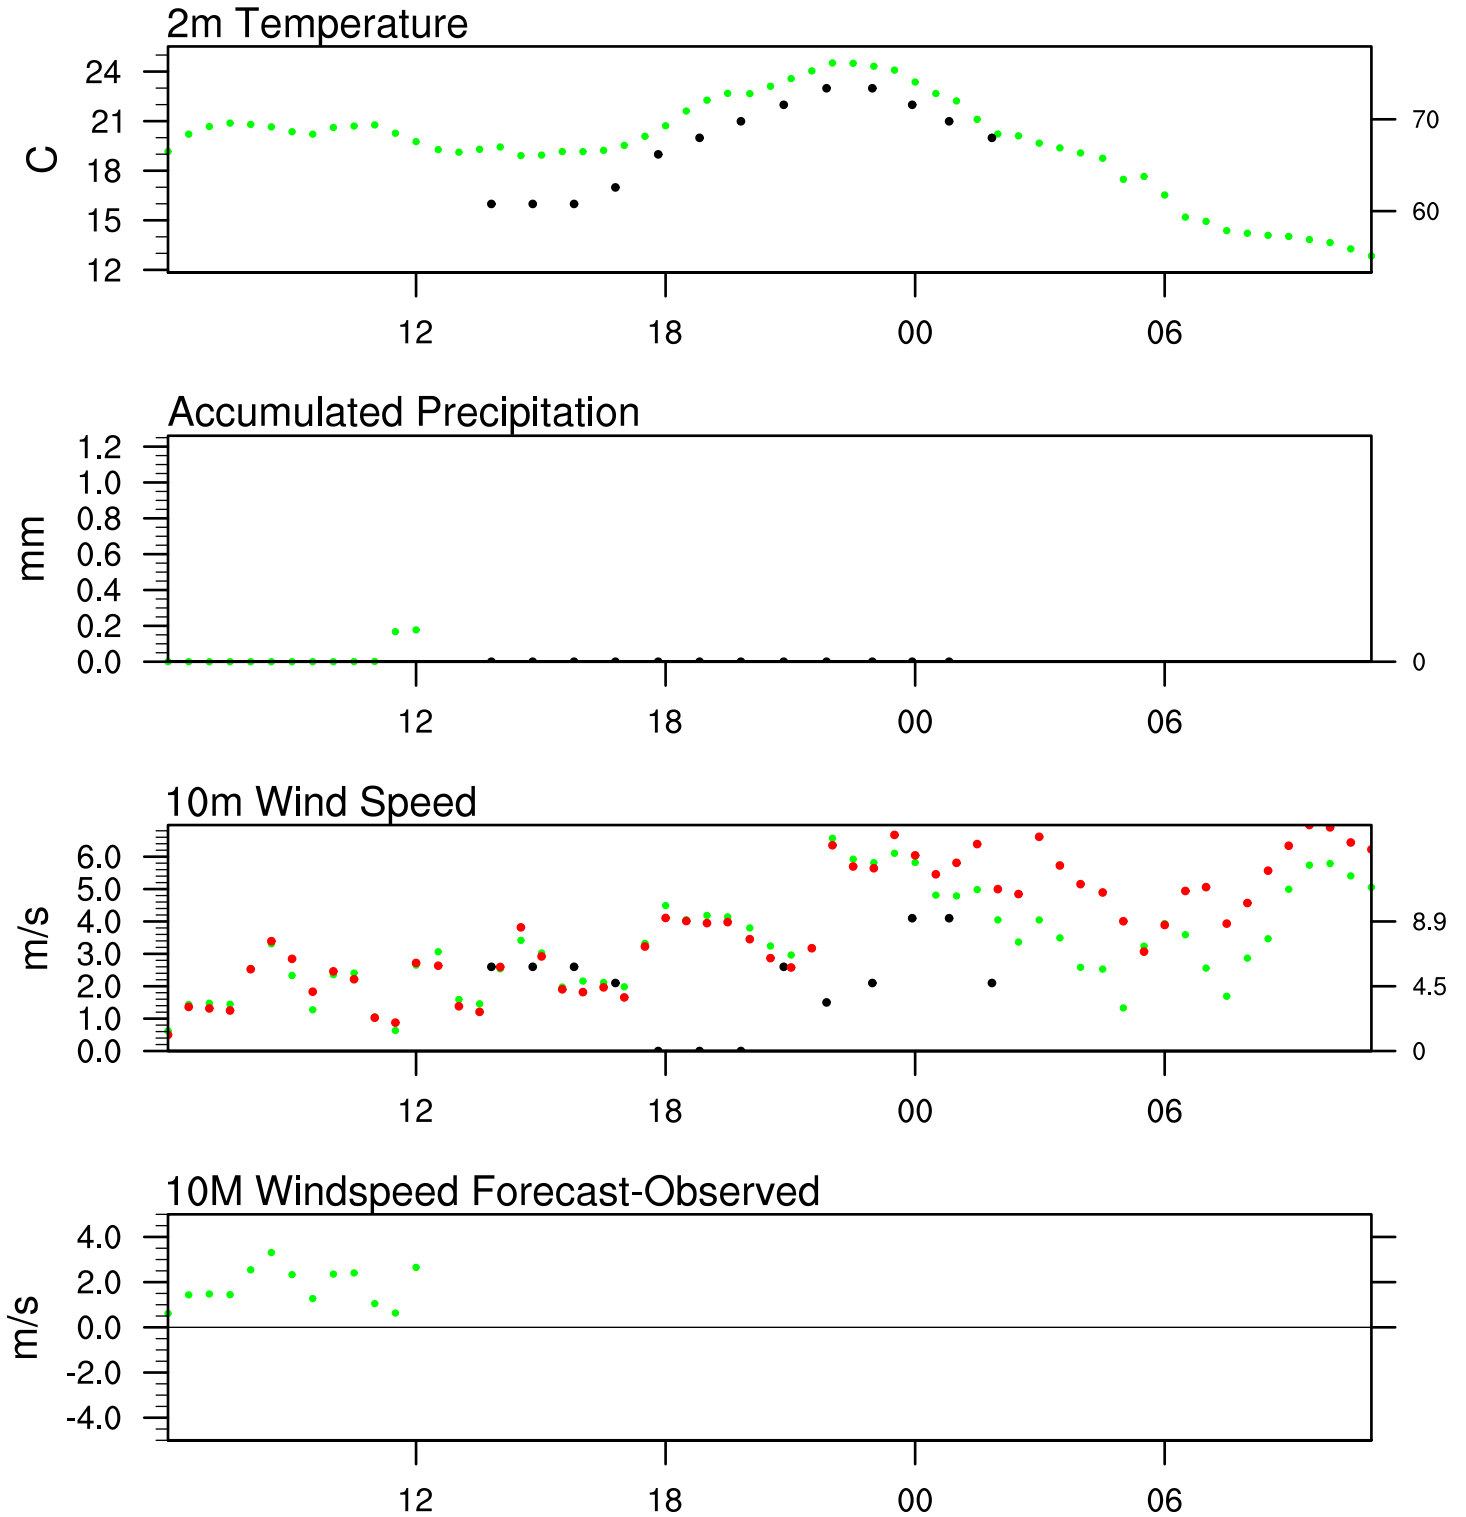 2m Temperature
24
21
18
15
12
C
70
60
12 18 00 06
Accumulated Precipitation
1.2
1.0
0.8
0.6
0.4
0.2
0.0
mm
0
12 18 00 06
10m Wind Speed
6.0
5.0
4.0
3.0
2.0
1.0
0.0
m/s
8.9
4.5
0
12 18 00 06
10M Windspeed Forecast-Observed
4.0
2.0
0.0
-2.0
-4.0
m/s
12 18 00 06